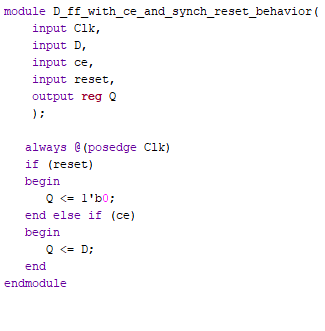 module D_ff_with_ce_and_synch_reset_behavior(
    input Clk,
    input D,
    input ce,
    input reset,
    output reg Q
    );

   always @(posedge Clk)
   if (reset)
   begin
      Q <= 1'b0;
   end else if (ce)
   begin
      Q <= D;
   end
endmodule